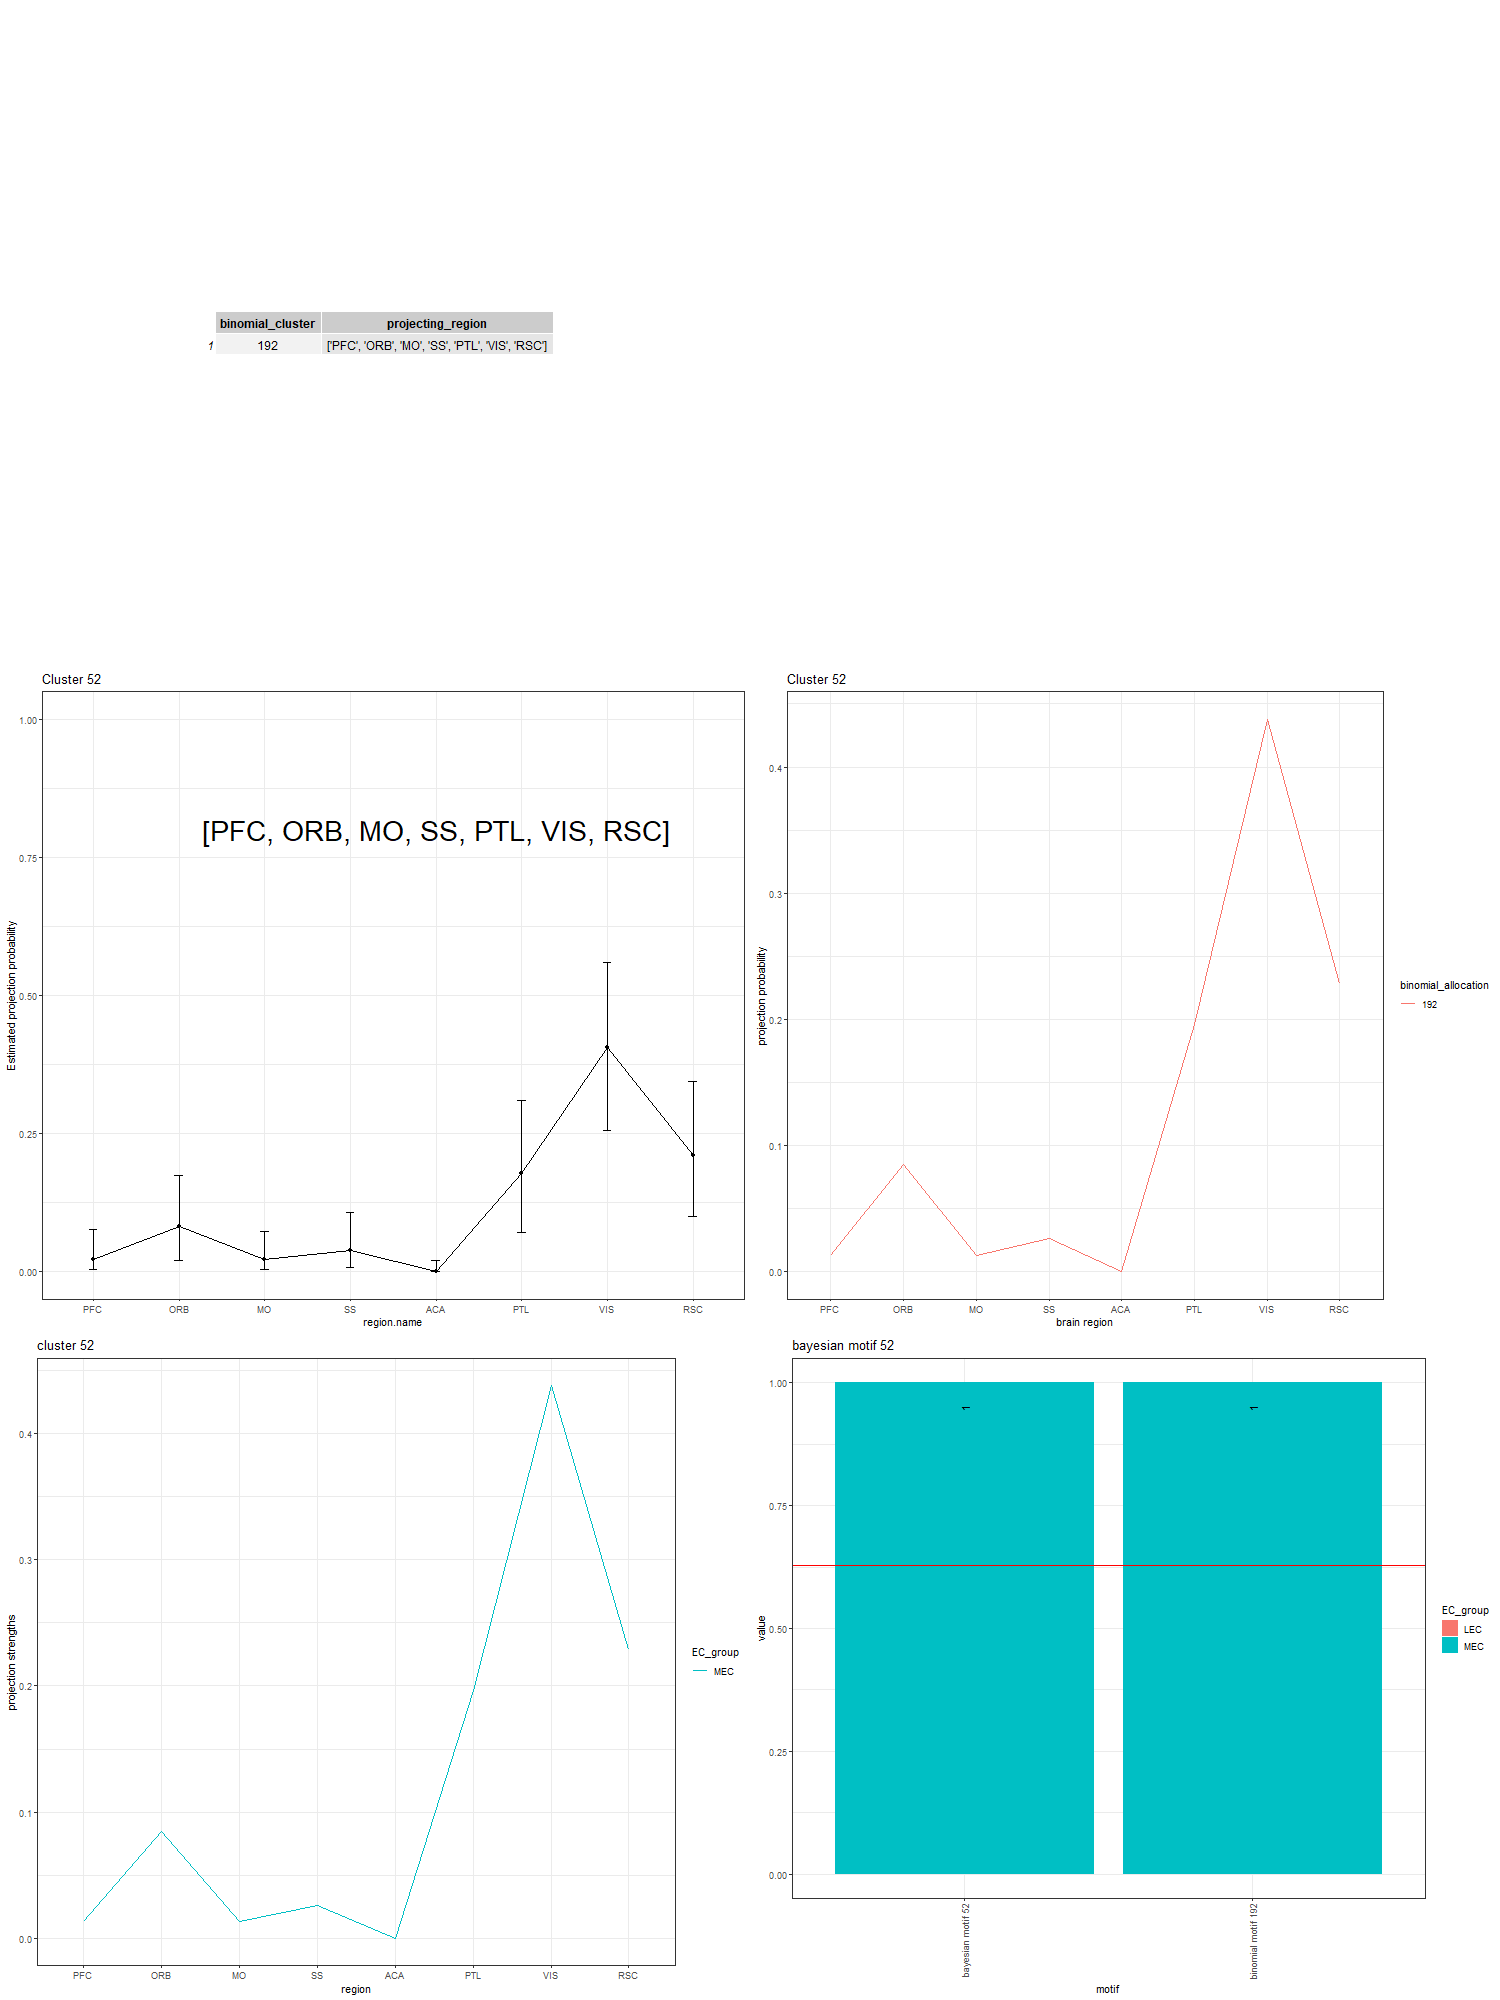 binomial_cluster projecting_region
1 192 ['PFC', 'ORB', 'MO', 'SS', 'PTL', 'VIS', 'RSC']
Cluster 52
[PFC, ORB, MO, SS, PTL, VIS, RSC]
Estimated projection probability
1.00
0.75
0.50
0.25
0.00
PFC ORB MO SS ACA PTL VIS RSC
region.name
Cluster 52
projection probability
0.4
0.3
0.2
0.1
0.0
PFC ORB MO SS ACA PTL VIS RSC
brain region
binomial_allocation
192
cluster 52
projection strengths
0.4
0.3
0.2
0.1
0.0
PFC ORB MO SS ACA PTL VIS RSC
region
EC_group
MEC
bayesian motif 52
value
1.00
0.75
0.50
0.25
0.00
1
1
bayesian motif 52
binomial motif 192
motif
EC_group
LEC
MEC